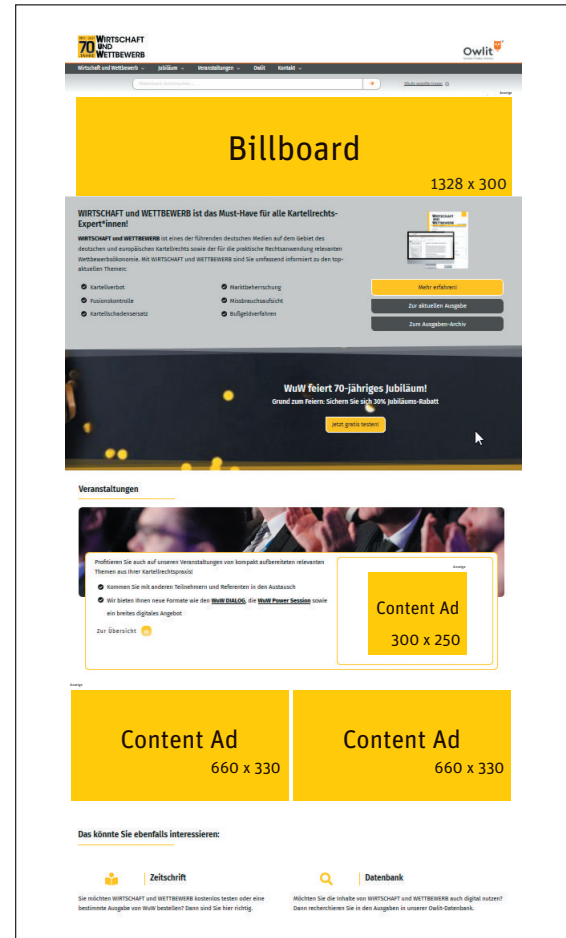 70 JAHRE
WIRTSCHAFT
UND
WETTBEWERB
Owlit
Wirtschaft und Wettbewerb Jubiläum Veranstaltungen Owlit Kontakt
Anzeige
Billboard
1328 x 300
WIRTSCHAFT und WETTBEWERB ist das Must-Have für alle Kartellrechts-
Expert*innen!
WIRTSCHAFT und WETTBEWERB ist eines der führenden deutschen Medien auf dem Gebiet des
deutschen und europäischen Kartellrechts sowie der für die praktische Rechtsanwendung relevanten
Wettbewerbsökonomie. Mit WIRTSCHAFT und WETTBEWERB sind Sie umfassend informiert zu den top-
aktuellen Themen:
Kartellverbot
Fusionskontrolle
Kartellschadensersatz
Marktbeherrschung
Missbrauchsaufsicht
Bußgeldverfahren
WIRTSCHAFT
UND
WETTBEWERB
Mehr erfahren!
Zur aktuellen Ausgabe
Zum Ausgaben-Archiv
WuW feiert 70-jähriges Jubiläum!
Grund zum Feiern: Sichern Sie sich 30% Jubiläums-Rabatt
Jetzt gratis testen!
Veranstaltungen
Profitieren Sie auch auf unseren Veranstaltungen von kompakt aufbereiteten relevanten
Themen aus Ihrer Kartellrechtspraxis!
Kommen Sie mit anderen Teilnehmern und Referenten in den Austausch
Wir bieten Ihnen neue Formate wie den WuW DIALOG, die WuW Power Session sowie
ein breites digitales Angebot
Zur Übersicht
Anzeige
Content Ad
300 x 250
Anzeige
Content Ad
660 x 330
Content Ad
660 x 330
Das könnte Sie ebenfalls interessieren:
Zeitschrift
Sie möchten WIRTSCHAFT und WETTBEWERB kostenlos testen oder eine
bestimmte Ausgabe von WuW bestellen? Dann sind Sie hier richtig.
Datenbank
Möchten Sie die Inhalte von WIRTSCHAFT und WETTBEWERB auch digital nutzen?
Dann recherchieren Sie in den Ausgaben in unserer Owlit-Datenbank.